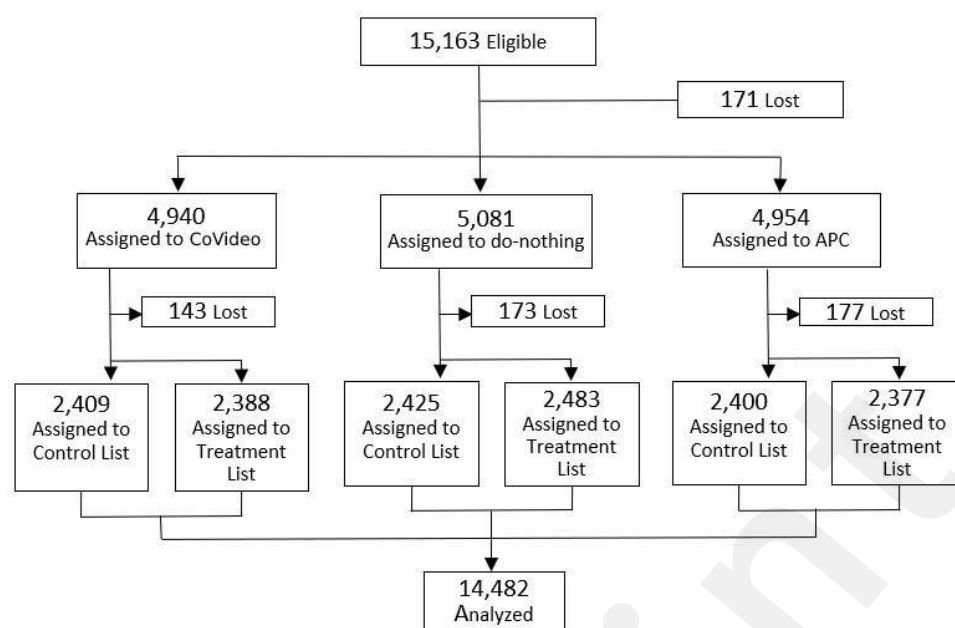 15,163 Eligible
171 Lost
4,940
Assigned to CoVideo
5,081
Assigned to do-nothing
4,954
Assigned to APC
143 Lost
173 Lost
177 Lost
2,409
Assigned to
Control List
2,388
Assigned to
Treatment
List
2,425
Assigned to
Control List
2,483
Assigned to
Treatment
List
2,400
Assigned to
Control List
2,377
Assigned to
Treatment
List
14,482
Analyzed